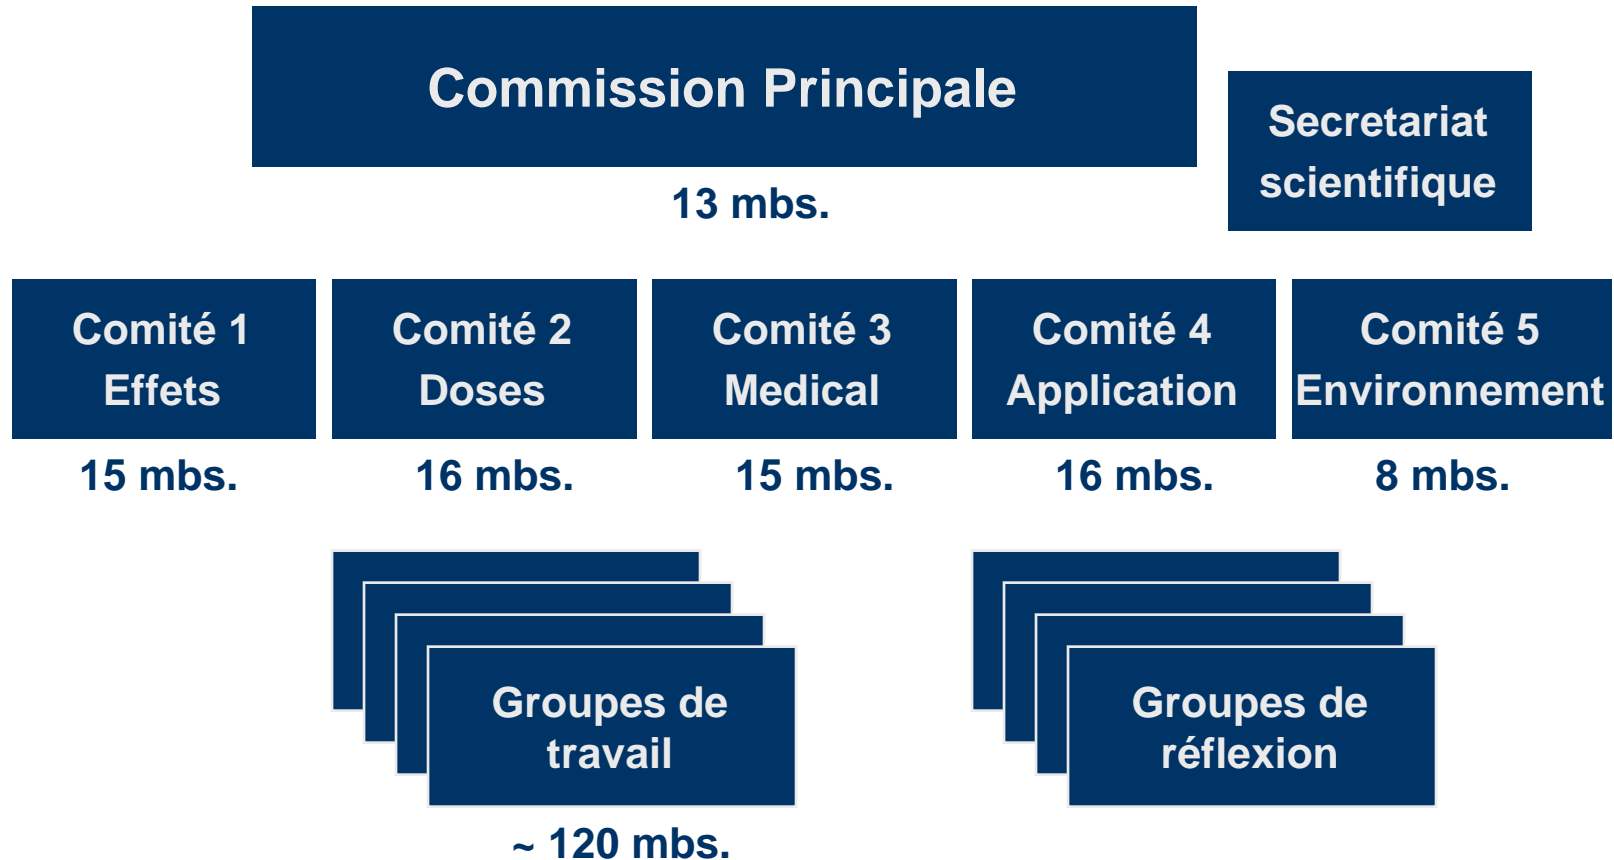 Commission Principale
Secretariat
scientifique
13 mbs.
Comité 1
Effets
Comité 2
Doses
Comité 3
Medical
Comité 4
Application
Comité 5
Environnement
15 mbs.
16 mbs.
15 mbs.
16 mbs.
8 mbs.
Groupes de
travail
Groupes de
réflexion
~ 120 mbs.